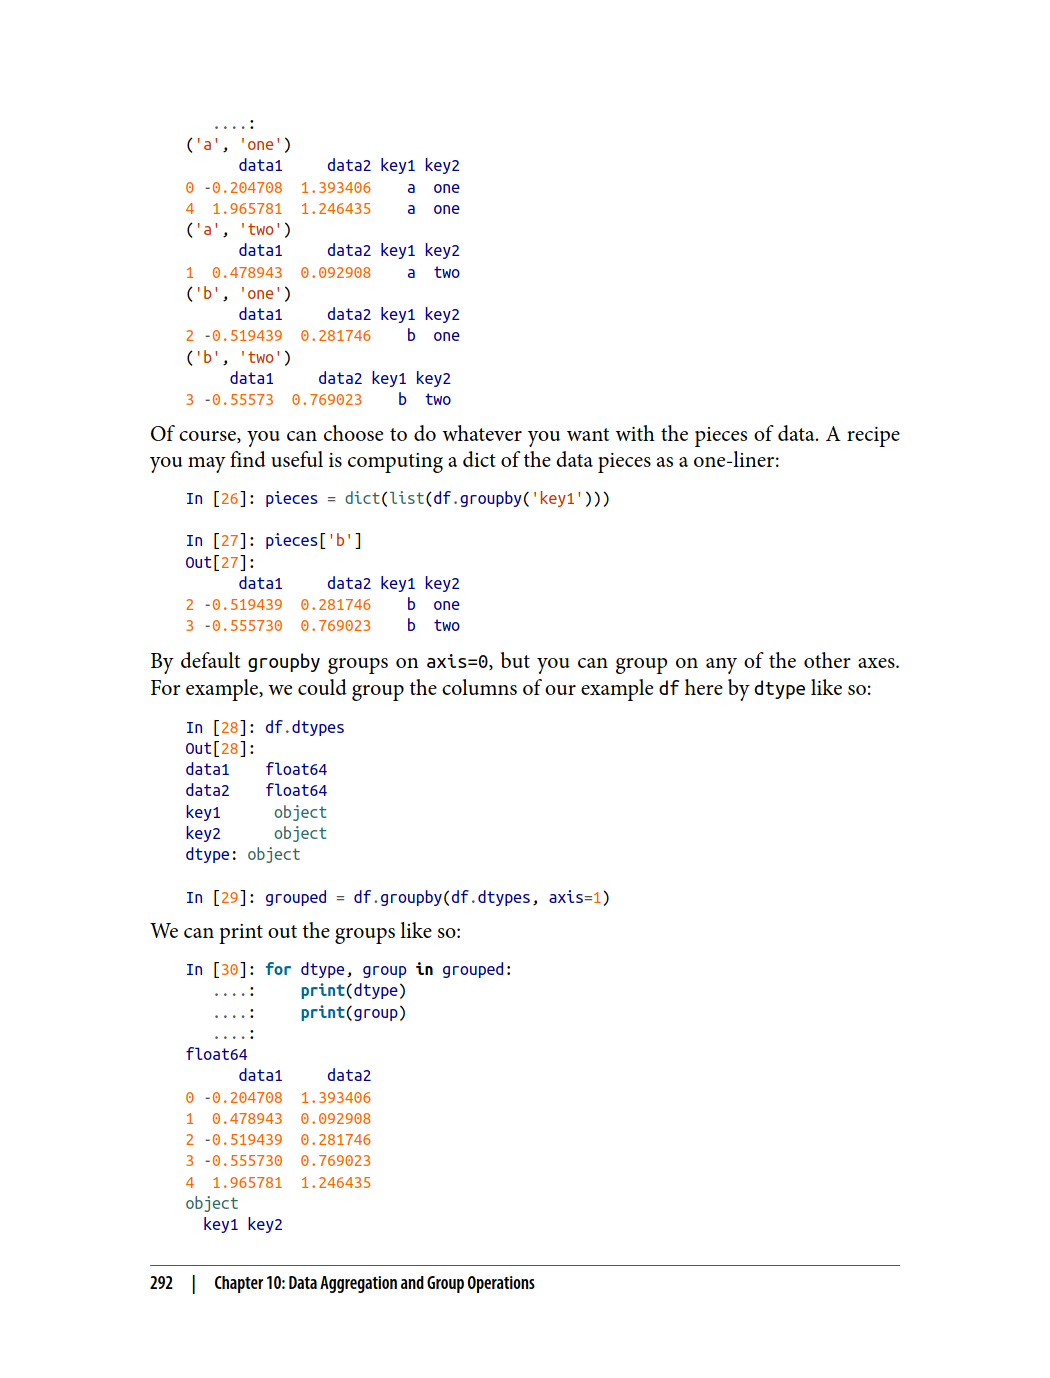 ....:
('a', 'one')
      data1     data2 key1 key2
0 -0.204708  1.393406    a  one
4  1.965781  1.246435    a  one
('a', 'two')
      data1     data2 key1 key2
1  0.478943  0.092908    a  two
('b', 'one')
      data1     data2 key1 key2
2 -0.519439  0.281746    b  one
('b', 'two')
     data1     data2 key1 key2
3 -0.55573  0.769023    b  two
Of course, you can choose to do whatever you want with the pieces of data. A recipe
you may find useful is computing a dict of the data pieces as a one-liner:
In [26]: pieces = dict(list(df.groupby('key1')))
In [27]: pieces['b']
Out[27]:
      data1     data2 key1 key2
2 -0.519439  0.281746    b  one
3 -0.555730  0.769023    b  two
By default groupby groups on axis=0, but you can group on any of the other axes.
For example, we could group the columns of our example df here by dtype like so:
In [28]: df.dtypes
Out[28]:
data1    float64
data2    float64
key1      object
key2      object
dtype: object
In [29]: grouped = df.groupby(df.dtypes, axis=1)
We can print out the groups like so:
In [30]: for dtype, group in grouped:
   ....:     print(dtype)
   ....:     print(group)
   ....:
float64
      data1     data2
0 -0.204708  1.393406
1  0.478943  0.092908
2 -0.519439  0.281746
3 -0.555730  0.769023
4  1.965781  1.246435
object
  key1 key2
292 | Chapter 10: Data Aggregation and Group Operations